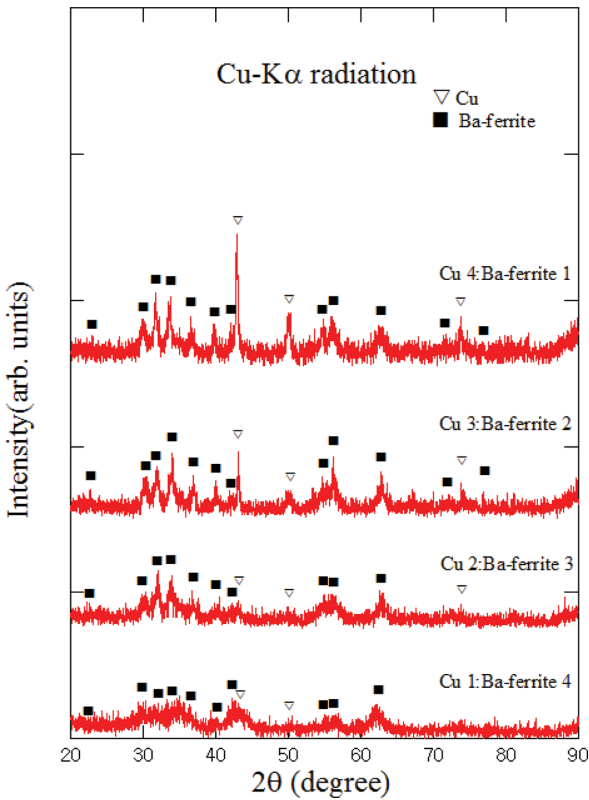 Cu-Kα radiation
▽ Cu
■ Ba-ferrite
Cu 4:Ba-ferrite 1
Cu 3:Ba-ferrite 2
Cu 2:Ba-ferrite 3
Cu 1:Ba-ferrite 4
Intensity(arb. units)
20 30 40 50 60 70 80 90
2θ (degree)